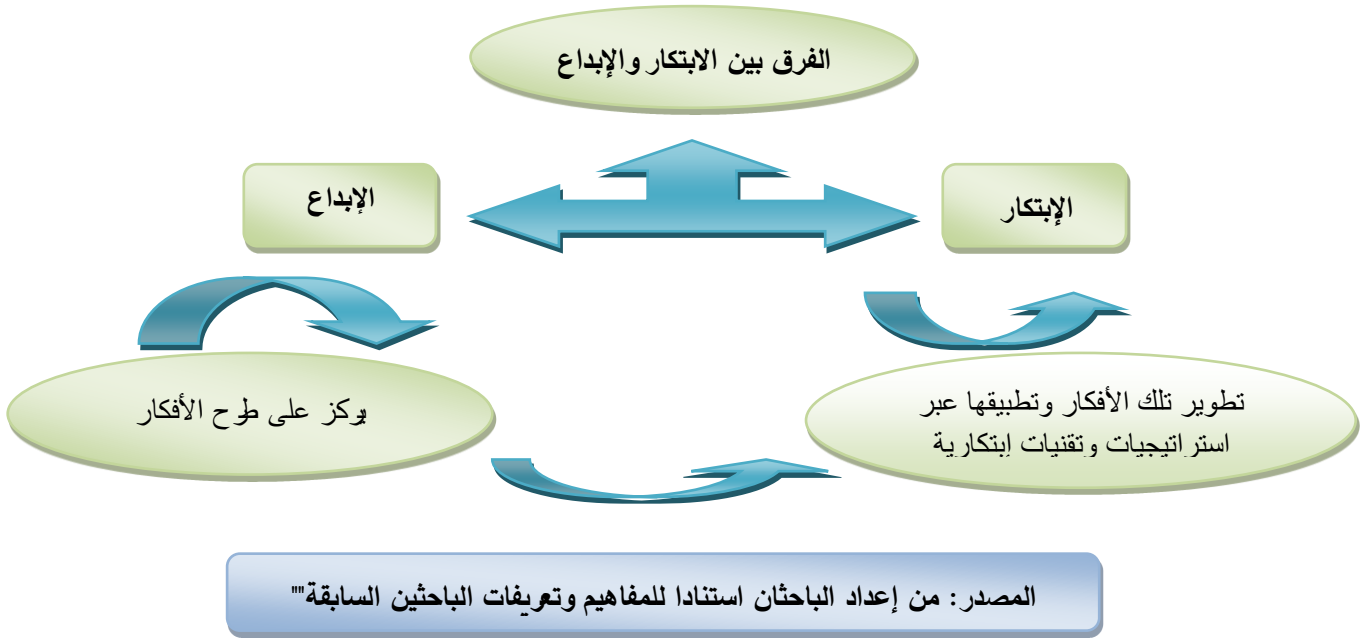 الفرق بين الابتكار والإبداع
الإبتكار
الإبداع
تطوير تلك الأفكار وتطبيقها عبر
استراتيجيات وتقنيات إبتكارية
يركز على طرح الأفكار
المصدر: من إعداد الباحثان استنادا للمفاهيم وتعريفات الباحثين السابقة""